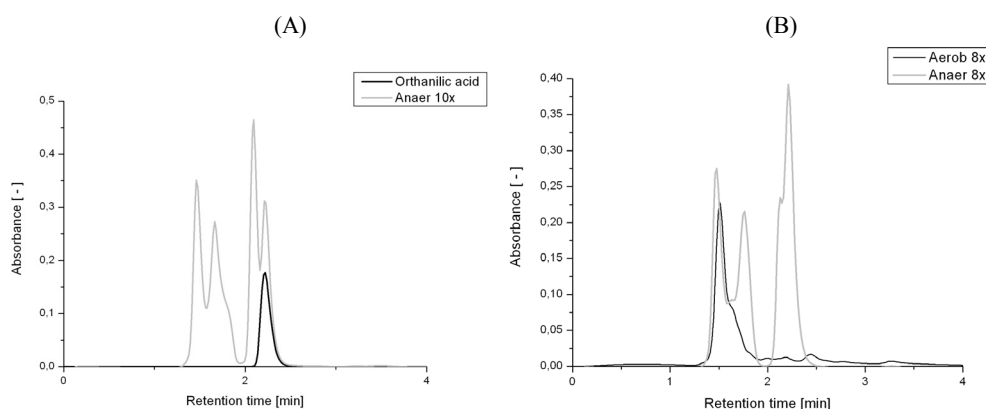 (A)
Orthanilic acid
Anaer 10x
0,5
0,4
0,3
0,2
0,1
0,0
Absorbance [ - ]
0
2
4
Retention time [min]
(B)
Aerob 8x
Anaer 8x
0,40
0,35
0,30
0,25
0,20
0,15
0,10
0,05
0,00
Absorbance [ - ]
0
1
2
3
4
Retention time [min]